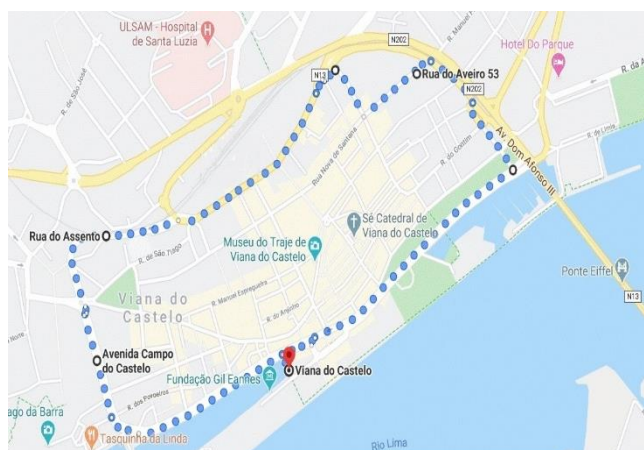 ULSAM - Hospital
de Santa Luzia
N202
Hotel Do Parque
N13
Rua do Aveiro 53
R. de São José
N202
Rua Nova de Santana
R. do Gontim
R. de Limia
Av. Dom Afonso III
Rua do Assento
R. de São Tiago
Sé Catedral de
Viana do Castelo
Museu do Traje de
Viana do Castelo
Ponte Eiffel
N13
Viana do
Castelo
R. Manuel Espregueira
Avenida Campo
do Castelo
Viana do Castelo
Fundação Gil Eannes
R. dos Poveiros
ago da Barra
Tasquinha da Linda
Rio Lima